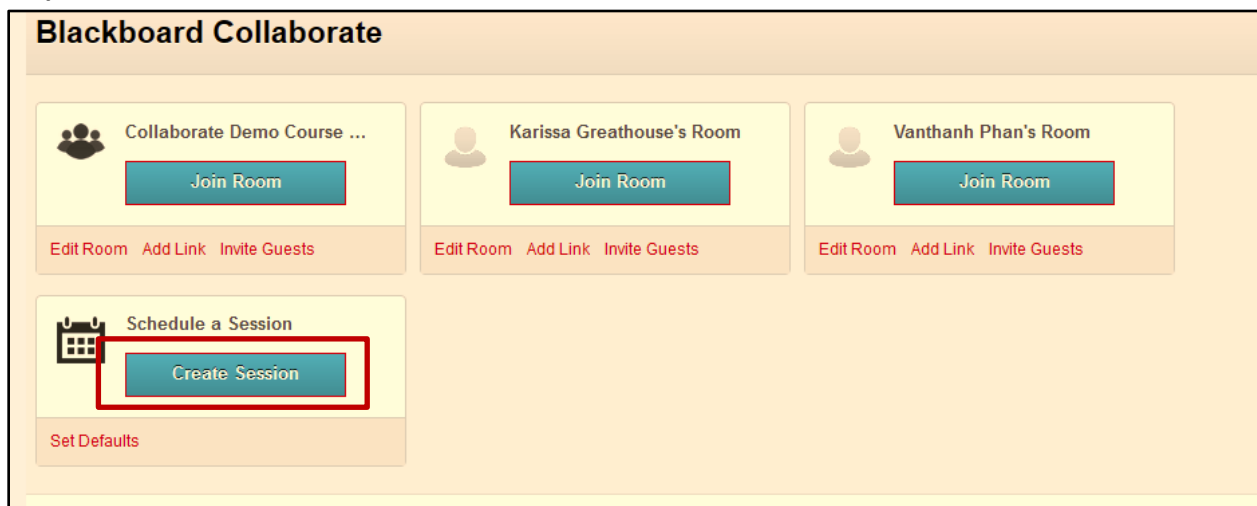 Blackboard Collaborate
Collaborate Demo Course ...
Join Room
Edit Room Add Link Invite Guests
Karissa Greathouse's Room
Join Room
Edit Room Add Link Invite Guests
Vanthanh Phan's Room
Join Room
Edit Room Add Link Invite Guests
Schedule a Session
Create Session
Set Defaults